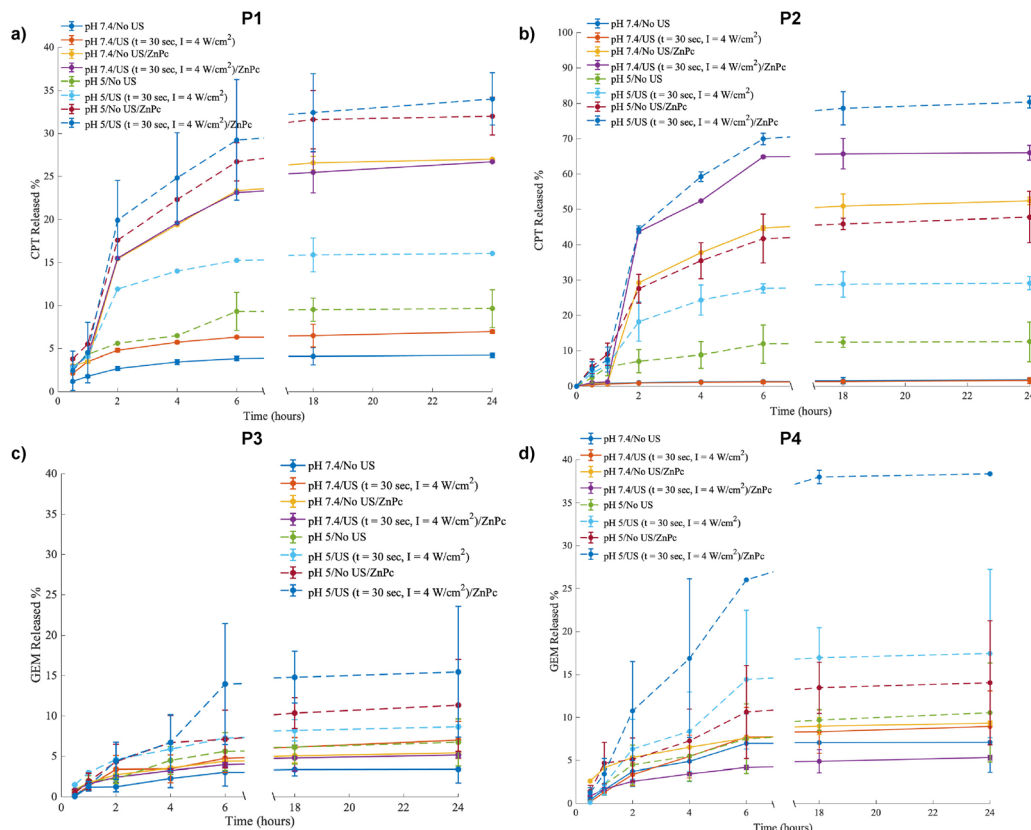 P1
a)
pH 7.4/No US
pH 7.4/US (t = 30 sec, I = 4 W/cm²)
pH 7.4/No US/ZnPc
pH 7.4/US (t = 30 sec, I = 4 W/cm²)/ZnPc
pH 5/No US
pH 5/US (t = 30 sec, I = 4 W/cm²)
pH 5/No US/ZnPc
pH 5/US (t = 30 sec, I = 4 W/cm²)/ZnPc
CPT Released %
40
35
30
25
20
15
10
5
0
0 2 4 6 18 20 22 24
Time (hours)
P2
b)
pH 7.4/No US
pH 7.4/US (t = 30 sec, I = 4 W/cm²)
pH 7.4/No US/ZnPc
pH 7.4/US (t = 30 sec, I = 4 W/cm²)/ZnPc
pH 5/No US
pH 5/US (t = 30 sec, I = 4 W/cm²)
pH 5/No US/ZnPc
pH 5/US (t = 30 sec, I = 4 W/cm²)/ZnPc
CPT Released %
100
90
80
70
60
50
40
30
20
10
0
0 2 4 6 18 20 22 24
Time (hours)
P3
c)
pH 7.4/No US
pH 7.4/US (t = 30 sec, I = 4 W/cm²)
pH 7.4/No US/ZnPc
pH 7.4/US (t = 30 sec, I = 4 W/cm²)/ZnPc
pH 5/No US
pH 5/US (t = 30 sec, I = 4 W/cm²)
pH 5/No US/ZnPc
pH 5/US (t = 30 sec, I = 4 W/cm²)/ZnPc
GEM Released %
40
35
30
25
20
15
10
5
0
0 2 4 6 18 20 22 24
Time (hours)
P4
d)
pH 7.4/No US
pH 7.4/US (t = 30 sec, I = 4 W/cm²)
pH 7.4/No US/ZnPc
pH 7.4/US (t = 30 sec, I = 4 W/cm²)/ZnPc
pH 5/No US
pH 5/US (t = 30 sec, I = 4 W/cm²)
pH 5/No US/ZnPc
pH 5/US (t = 30 sec, I = 4 W/cm²)/ZnPc
GEM Released %
40
35
30
25
20
15
10
5
0
0 2 4 6 18 20 22 24
Time (hours)